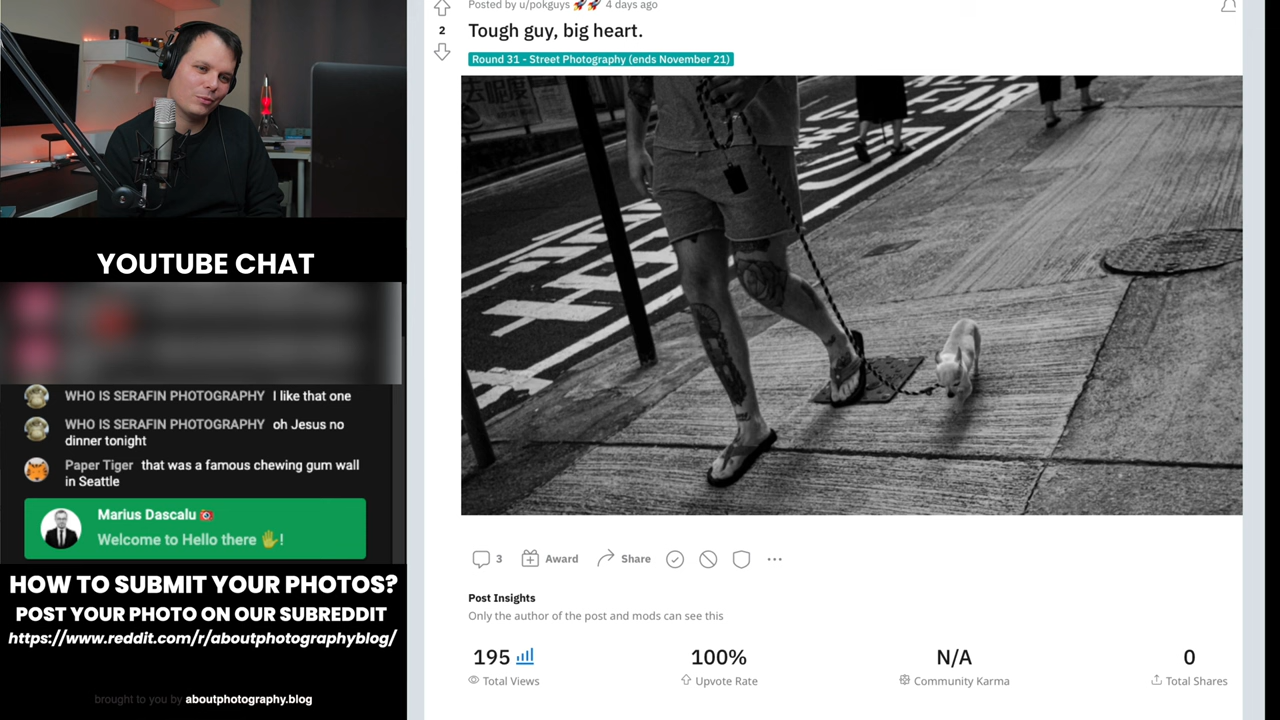 Posted by u/pokguys 🚀🚀 4 days ago
2
Tough guy, big heart.
Round 31 - Street Photography (ends November 21)
YOUTUBE CHAT
WHO IS SERAFIN PHOTOGRAPHY I like that one
WHO IS SERAFIN PHOTOGRAPHY oh Jesus no
dinner tonight
Paper Tiger that was a famous chewing gum wall
in Seattle
Marius Dascalu
Welcome to Hello there 🖐!
HOW TO SUBMIT YOUR PHOTOS?
POST YOUR PHOTO ON OUR SUBREDDIT
https://www.reddit.com/r/aboutphotographyblog/
brought to you by aboutphotography.blog
3 Award Share
Post Insights
Only the author of the post and mods can see this
195 100% N/A 0
Total Views Upvote Rate Community Karma Total Shares